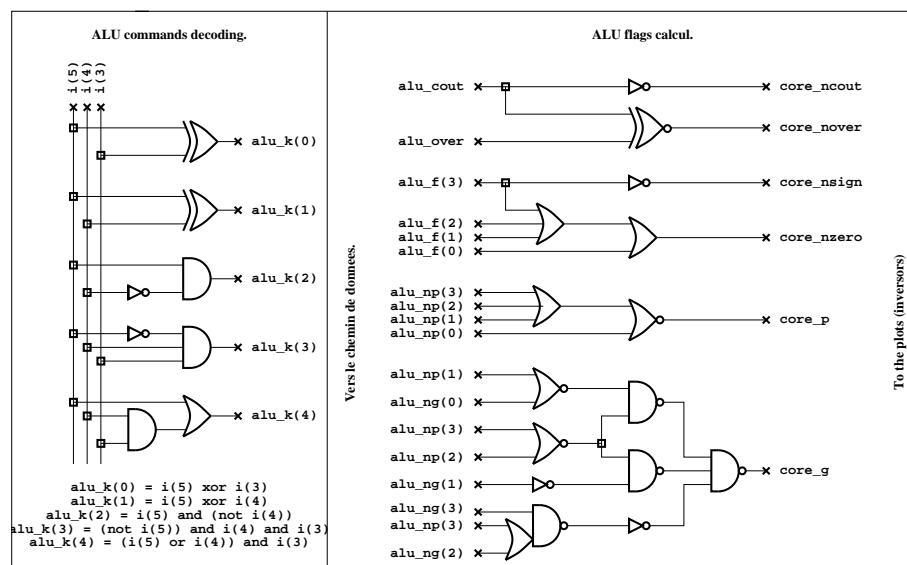 ALU commands decoding.
i(5)
i(4)
i(3)
alu_k(0)
alu_k(1)
alu_k(2)
alu_k(3)
alu_k(4)
alu_k(0) = i(5) xor i(3)
alu_k(1) = i(5) xor i(4)
alu_k(2) = i(5) and (not i(4))
alu_k(3) = (not i(5)) and i(4) and i(3)
alu_k(4) = (i(5) or i(4)) and i(3)
Vers le chemin de donnees.
ALU flags calcul.
alu_cout
core_ncout
core_nover
alu_over
alu_f(3)
core_nsign
alu_f(2)
alu_f(1)
core_nzero
alu_f(0)
alu_np(3)
alu_np(2)
alu_np(1)
core_p
alu_np(0)
alu_np(1)
alu_ng(0)
alu_np(3)
alu_np(2)
core_g
alu_ng(1)
alu_ng(3)
alu_np(3)
alu_ng(2)
To the plots (inversors)